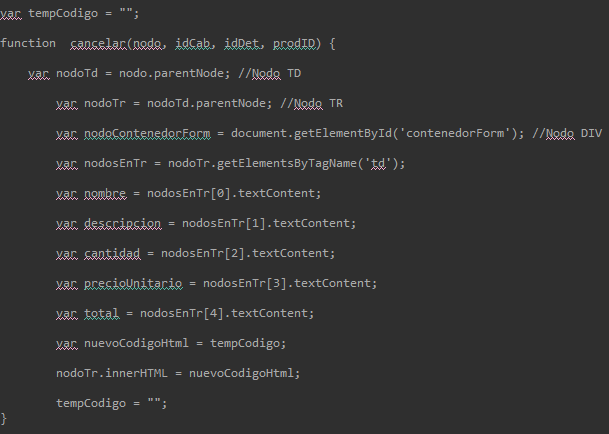 var tempCodigo = "";
function  cancelar(nodo, idCab, idDet, prodID) {
var nodoTd = nodo.parentNode; //Nodo TD
var nodoTr = nodoTd.parentNode; //Nodo TR
var nodoContenedorForm = document.getElementById('contenedorForm'); //Nodo DIV
var nodosEnTr = nodoTr.getElementsByTagName('td');
var nombre = nodosEnTr[0].textContent;
var descripcion = nodosEnTr[1].textContent;
var cantidad = nodosEnTr[2].textContent;
var precioUnitario = nodosEnTr[3].textContent;
var total = nodosEnTr[4].textContent;
var nuevoCodigoHtml = tempCodigo;
nodoTr.innerHTML = nuevoCodigoHtml;
tempCodigo = "";
}